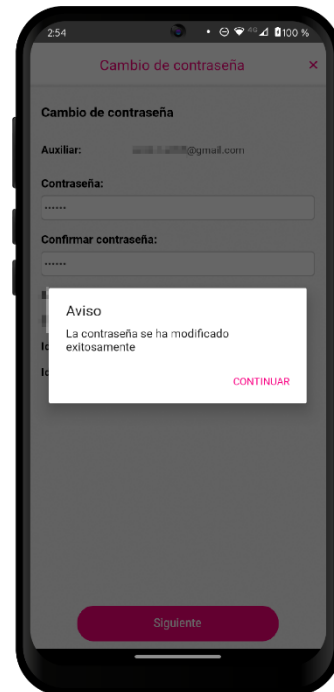 2:54
4G
100 %
Cambio de contraseña
×
Cambio de contraseña
Auxiliar: @gmail.com
Contraseña:
······
Confirmar contraseña:
······
Aviso
La contraseña se ha modificado
exitosamente
CONTINUAR
Siguiente